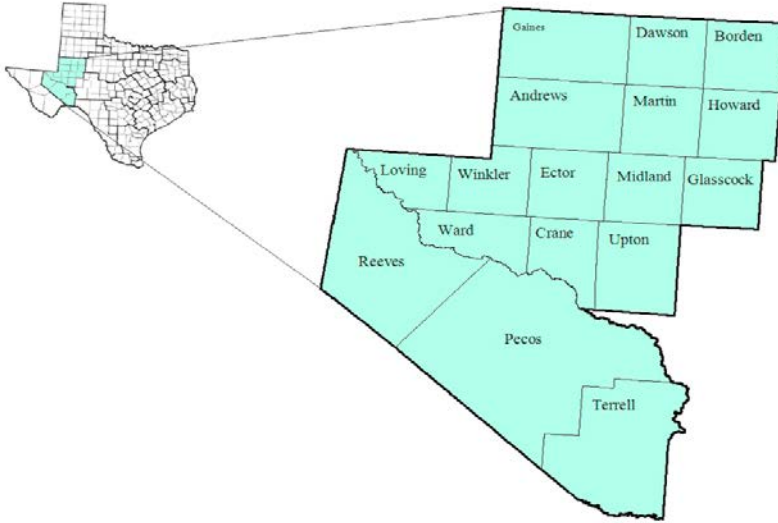 Gaines
Dawson
Borden
Andrews
Martin
Howard
Loving
Winkler
Ector
Midland
Glasscock
Ward
Crane
Upton
Reeves
Pecos
Terrell